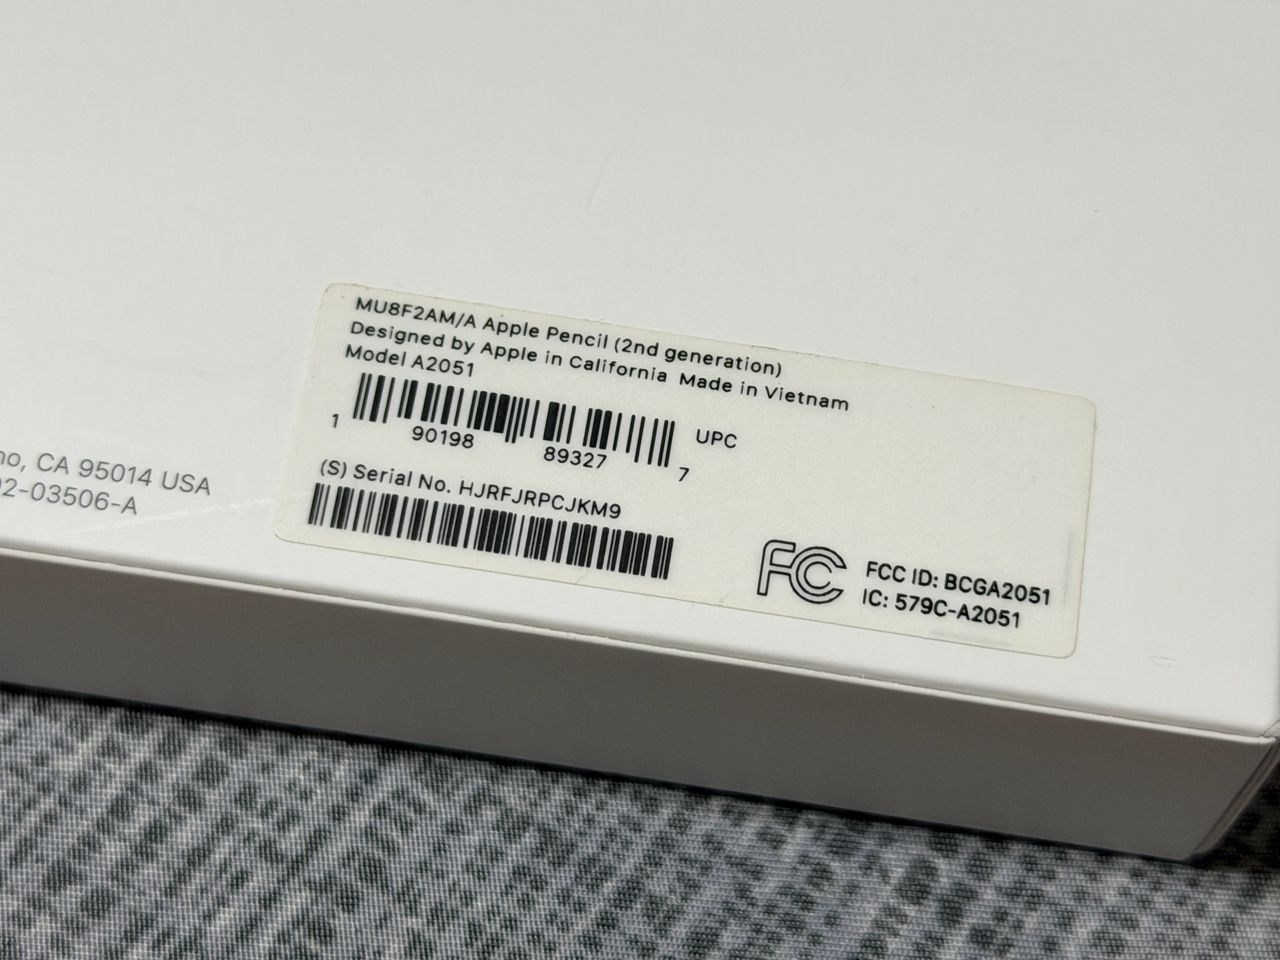 MU8F2AM/A Apple Pencil (2nd generation)
Designed by Apple in California Made in Vietnam
Model A2051
1 90198 89327 7 UPC
(S) Serial No. HJRFJRPCJKM9
FC FCC ID: BCGA2051
IC: 579C-A2051
CA 95014 USA
03506-A